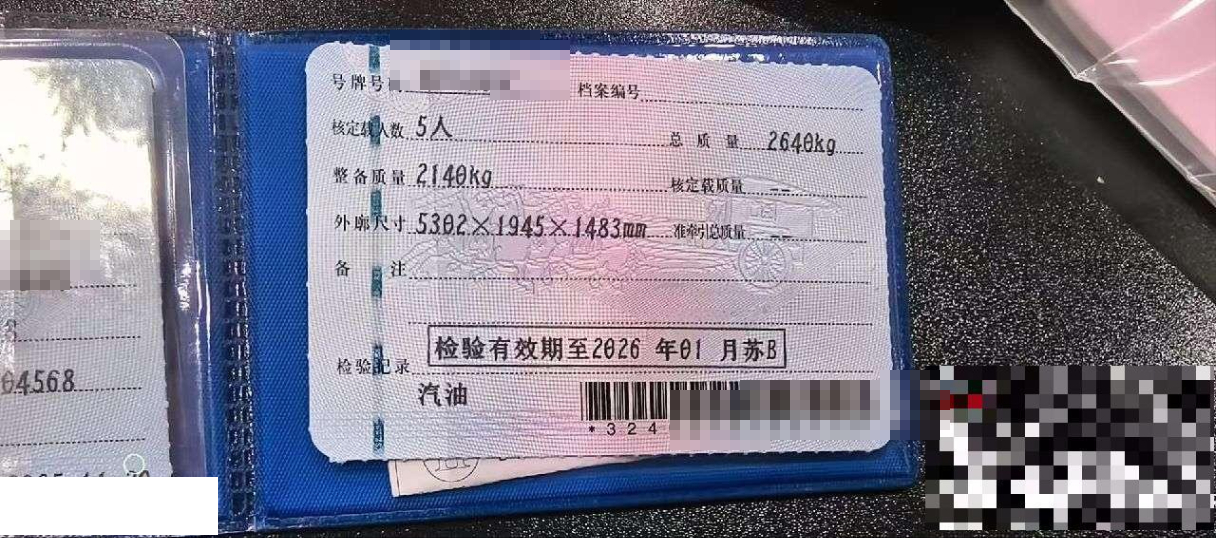 号牌号
档案编号
核定载人数 5人
总质量 2640kg
整备质量 2140kg
核定载质量 --
外廓尺寸 5302×1945×1483mm
准牵引总质量 --
备注
检验记录
检验有效期至2026年01月苏B
汽油
*324
04568